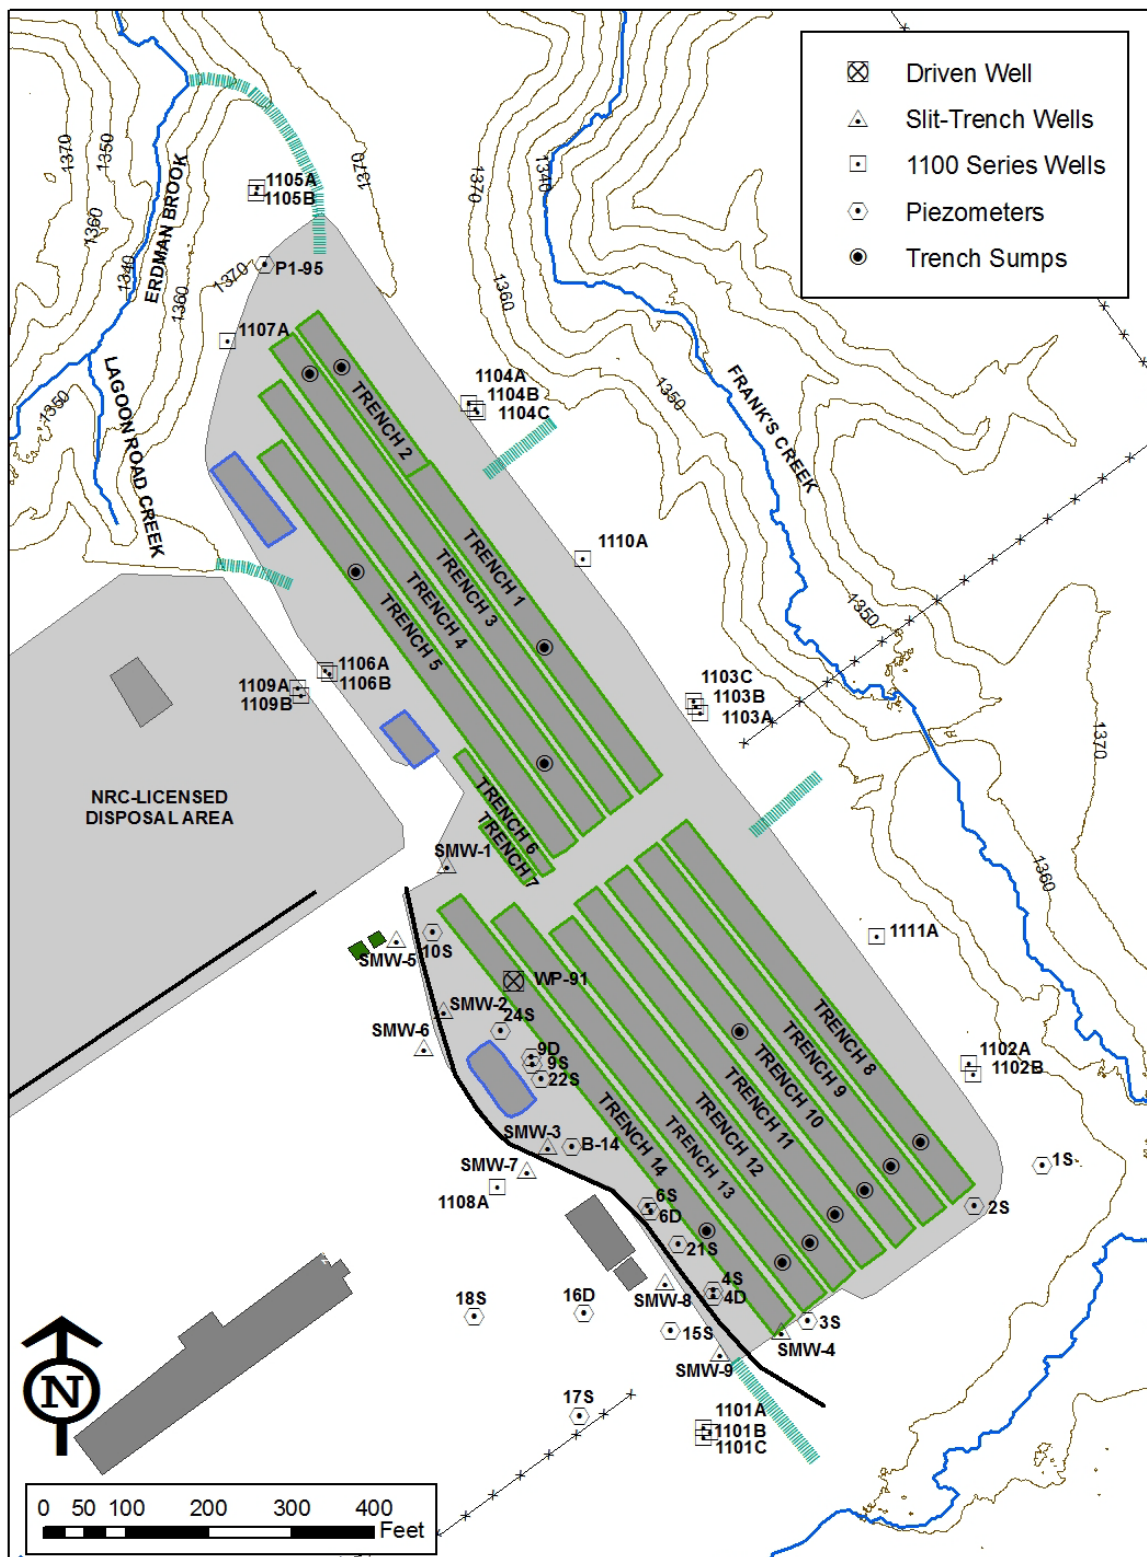 Driven Well
Slit-Trench Wells
1100 Series Wells
Piezometers
Trench Sumps
1370
1350
1360
1340
1360
ERDMAN BROOK
1105A
1105B
1370
1370
P1-95
1107A
1370
1340
1360
1350
LAGOON ROAD CREEK
1350
FRANK'S CREEK
1104A
1104B
1104C
TRENCH 2
TRENCH 1
TRENCH 3
TRENCH 4
TRENCH 5
1110A
1350
1106A
1106B
1109A
1109B
1103C
1103B
1103A
1370
NRC-LICENSED
DISPOSAL AREA
TRENCH 6
TRENCH 7
SMW-1
1360
1111A
10S
SMW-5
WP-91
SMW-2
24S
SMW-6
9D
9S
22S
TRENCH 8
TRENCH 9
TRENCH 10
TRENCH 11
TRENCH 12
TRENCH 13
TRENCH 14
1102A
1102B
SMW-3
B-14
SMW-7
1108A
1S
2S
6S
6D
21S
4S
4D
SMW-8
3S
SMW-4
18S
16D
15S
SMW-9
17S
1101A
1101B
1101C
N
0 50 100 200 300 400
Feet